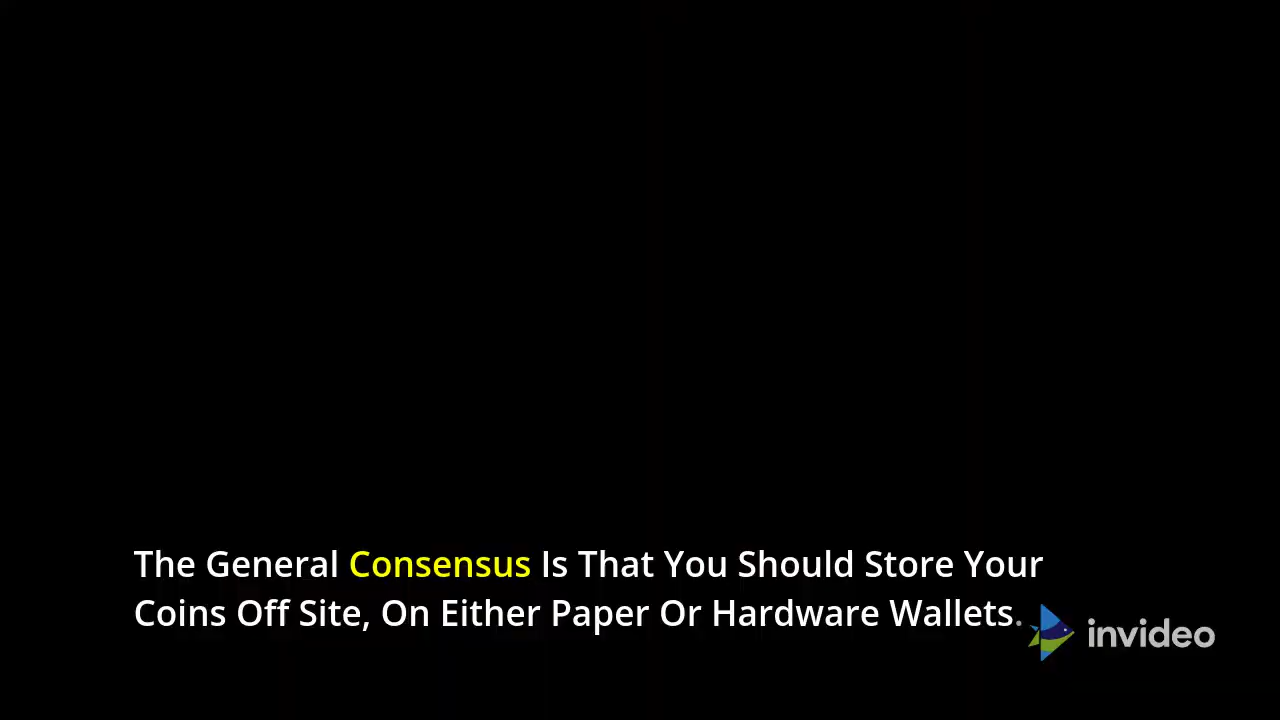 The General Consensus Is That You Should Store Your
Coins Off Site, On Either Paper Or Hardware Wallets.
invideo